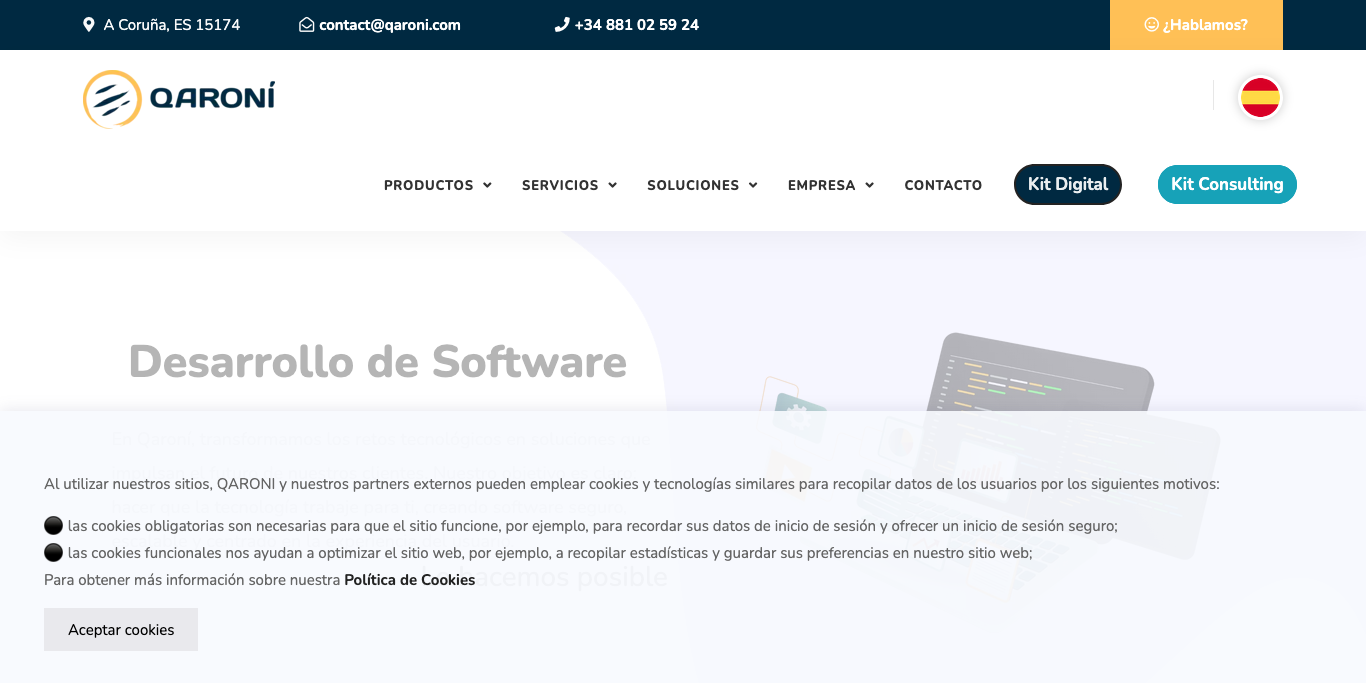 A Coruña, ES 15174
contact@qaroni.com
+34 881 02 59 24
¿Hablamos?
QARONÍ
PRODUCTOS
SERVICIOS
SOLUCIONES
EMPRESA
CONTACTO
Kit Digital
Kit Consulting
Desarrollo de Software
Al utilizar nuestros sitios, QARONI y nuestros partners externos pueden emplear cookies y tecnologías similares para recopilar datos de los usuarios por los siguientes motivos:
las cookies obligatorias son necesarias para que el sitio funcione, por ejemplo, para recordar sus datos de inicio de sesión y ofrecer un inicio de sesión seguro;
las cookies funcionales nos ayudan a optimizar el sitio web, por ejemplo, a recopilar estadísticas y guardar sus preferencias en nuestro sitio web;
Para obtener más información sobre nuestra Política de Cookies
hacemos posible
Aceptar cookies